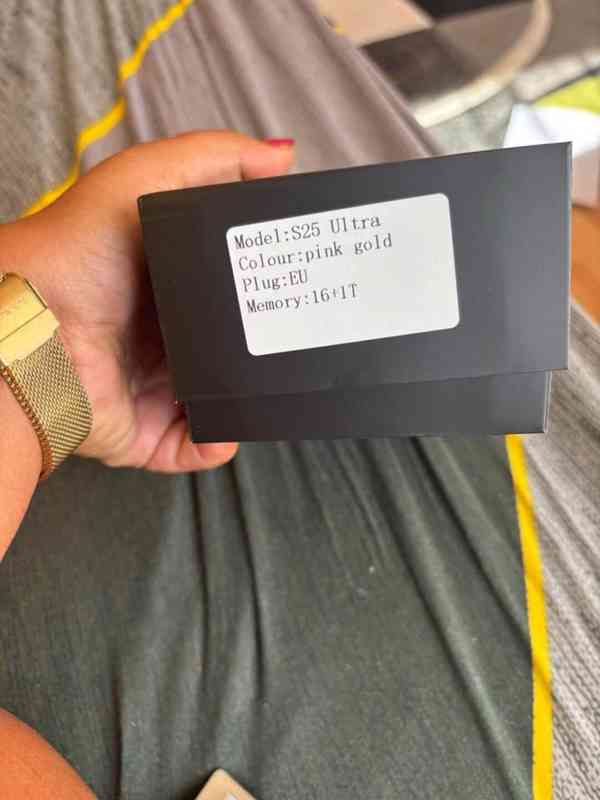 Model:S25 Ultra
Colour:pink gold
Plug:EU
Memory:16+1T